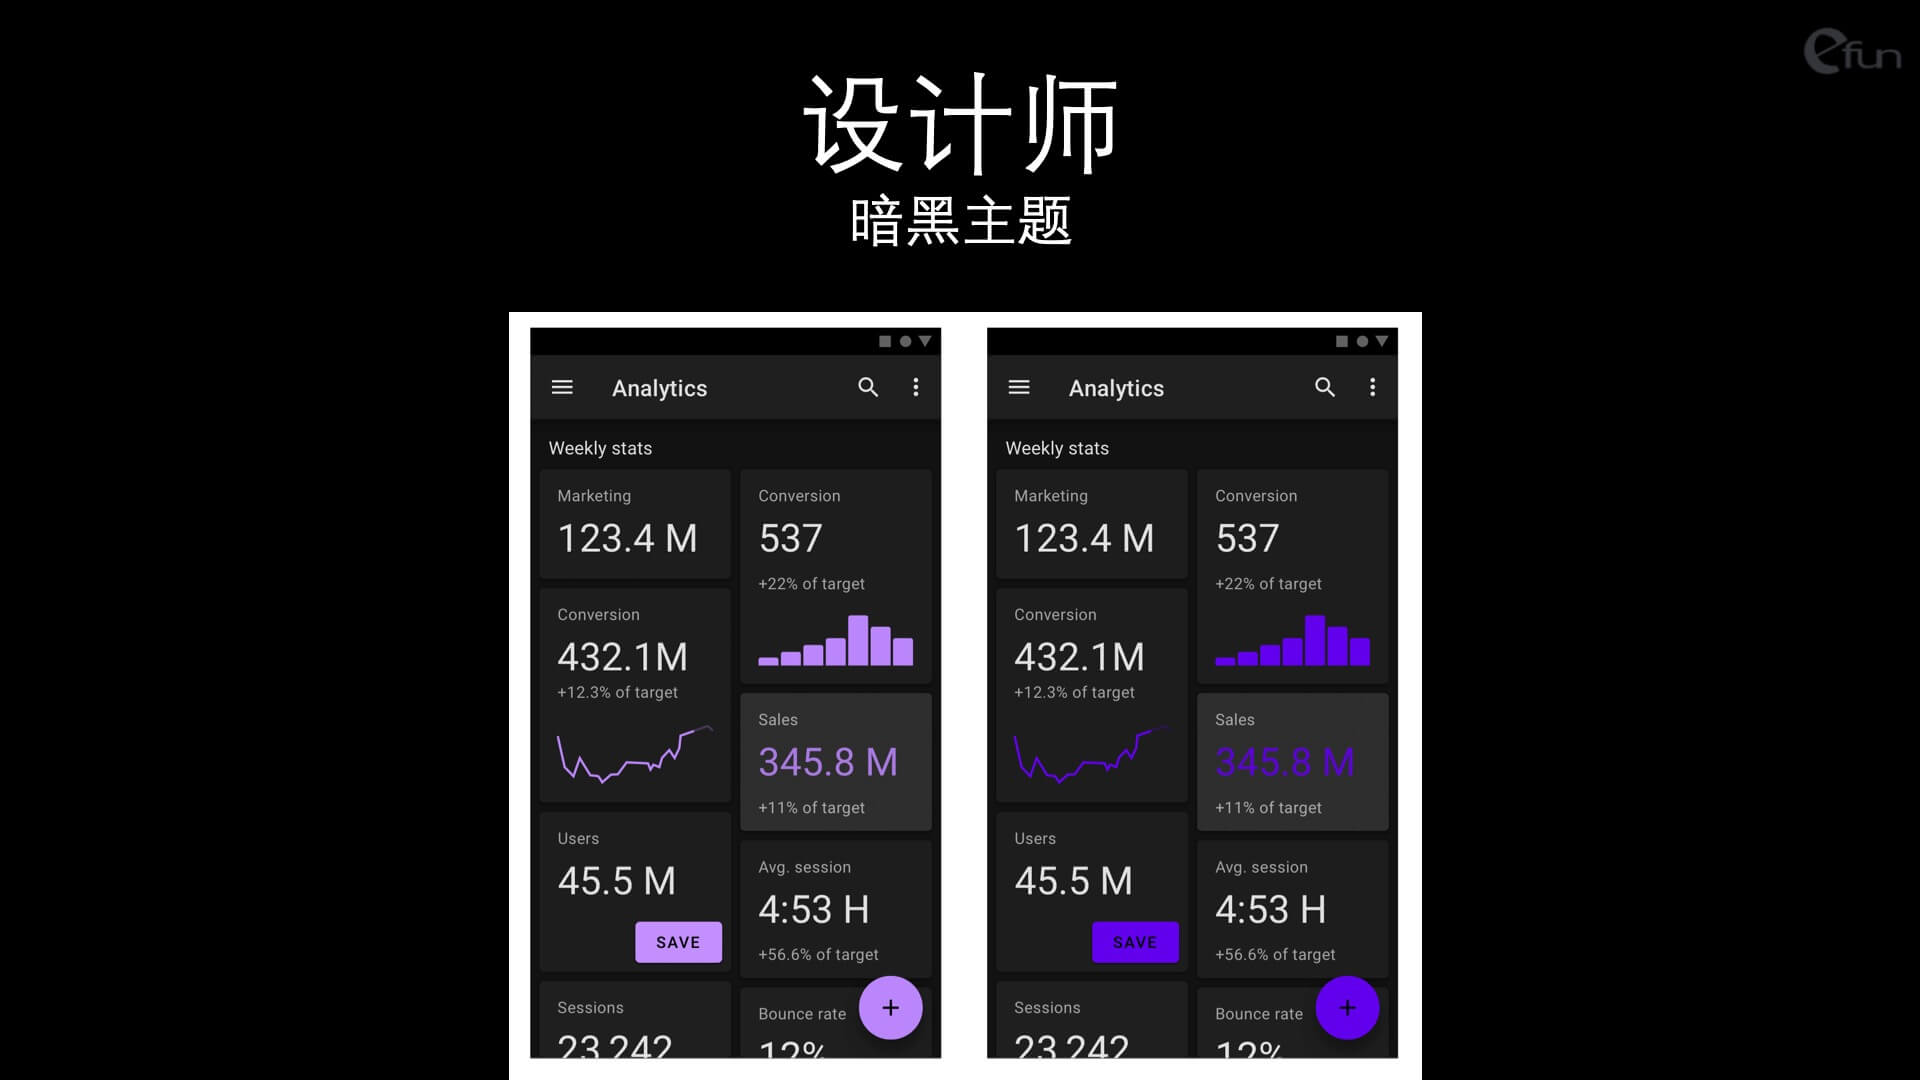 efun
设计师
暗黑主题
Analytics
Weekly stats
Marketing
123.4 M
Conversion
537
+22% of target
Conversion
432.1M
+12.3% of target
Sales
345.8 M
+11% of target
Users
45.5 M
SAVE
Avg. session
4:53 H
+56.6% of target
Sessions
23 242
Bounce rate
12%
+
Analytics
Weekly stats
Marketing
123.4 M
Conversion
537
+22% of target
Conversion
432.1M
+12.3% of target
Sales
345.8 M
+11% of target
Users
45.5 M
SAVE
Avg. session
4:53 H
+56.6% of target
Sessions
23 242
Bounce rate
12%
+